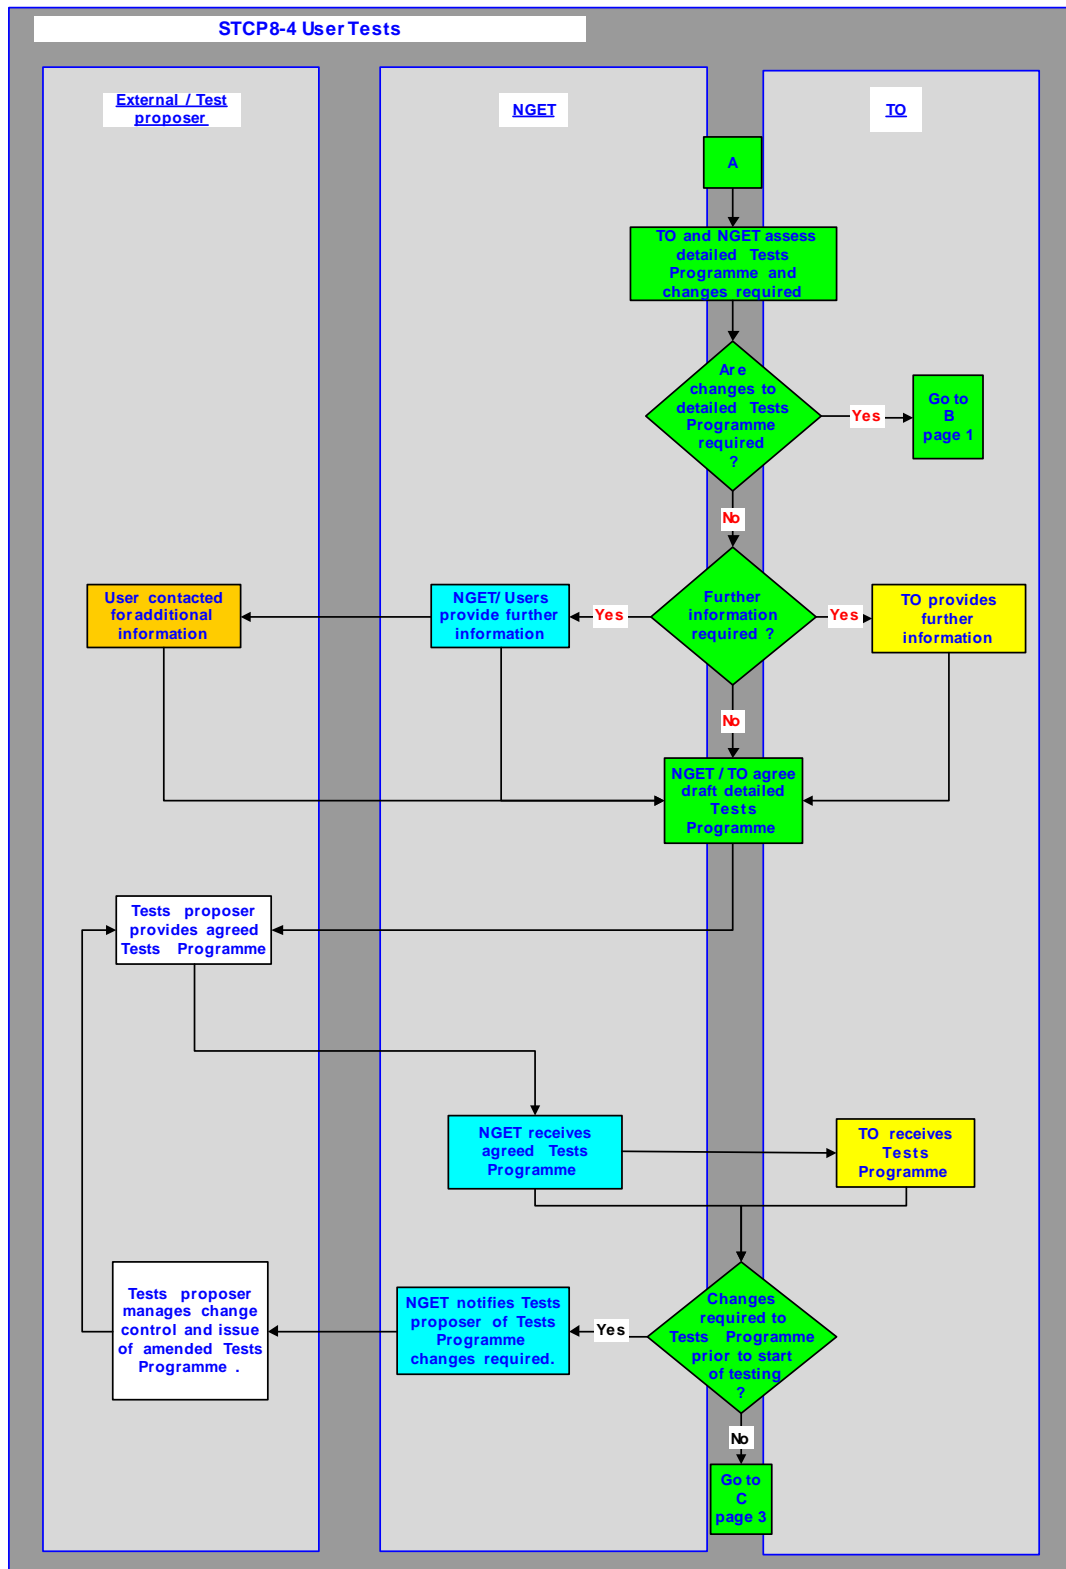 STCP8-4 User Tests
External / Test
proposer
NGET
TO
A
TO and NGET assess
detailed Tests
Programme and
changes required
Are
changes to
detailed Tests
Programme
required
?
Yes
Go to
B
page 1
No
User contacted
for additional
information
NGET/ Users
provide further
information
Yes
Further
information
required ?
Yes
TO provides
further
information
No
NGET / TO agree
draft detailed
Tests
Programme
Tests proposer
provides agreed
Tests Programme
NGET receives
agreed Tests
Programme
TO receives
Tests
Programme
Tests proposer
manages change
control and issue
of amended Tests
Programme .
NGET notifies Tests
proposer of Tests
Programme
changes required.
Yes
Changes
required to
Tests Programme
prior to start
of testing
?
No
Go to
C
page 3